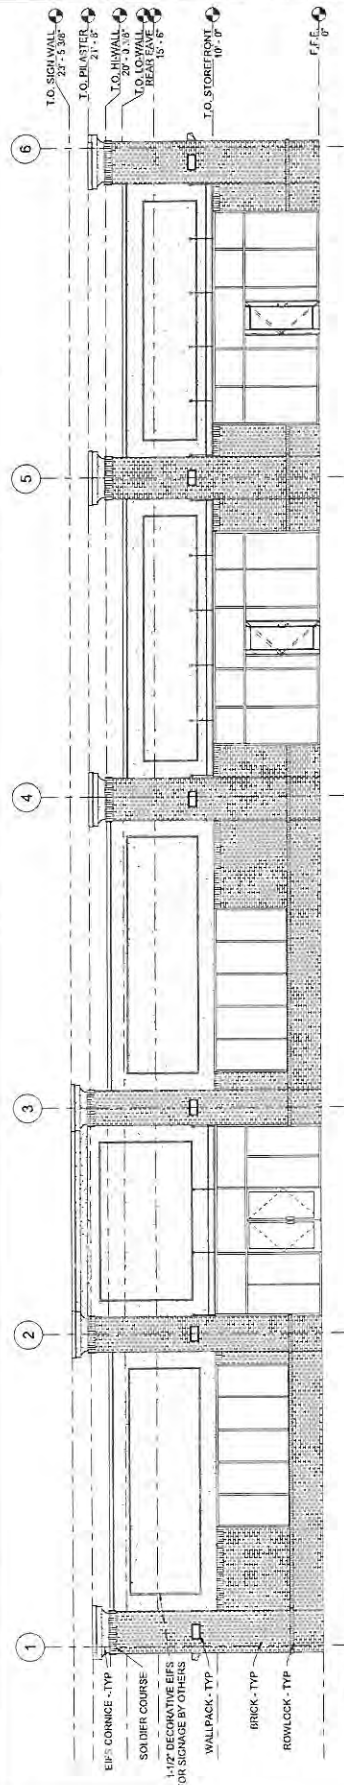 T.O. SIGN WALL
23' - 5 3/8"
T.O. PILASTER
21' - 8"
T.O. HI-WALL
T.O. LO-WALL
REAR EAVE
15' - 6"
T.O. STOREFRONT
10' - 0"
F.F.E.
0"
6
5
4
3
2
1
EIFS CORNICE - TYP
SOLDIER COURSE
1-1/2" DECORATIVE EIFS
FOR SIGNAGE BY OTHERS
WALLPACK - TYP
BRICK - TYP
ROWLOCK - TYP